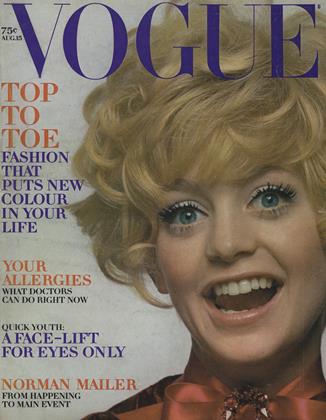 VOGUE
75¢
AUG.15
TOP
TO
TOE
FASHION
THAT
PUTS NEW
COLOUR
IN YOUR
LIFE
YOUR
ALLERGIES
WHAT DOCTORS
CAN DO RIGHT NOW
QUICK YOUTH:
A FACE-LIFT
FOR EYES ONLY
NORMAN MAILER
FROM HAPPENING
TO MAIN EVENT